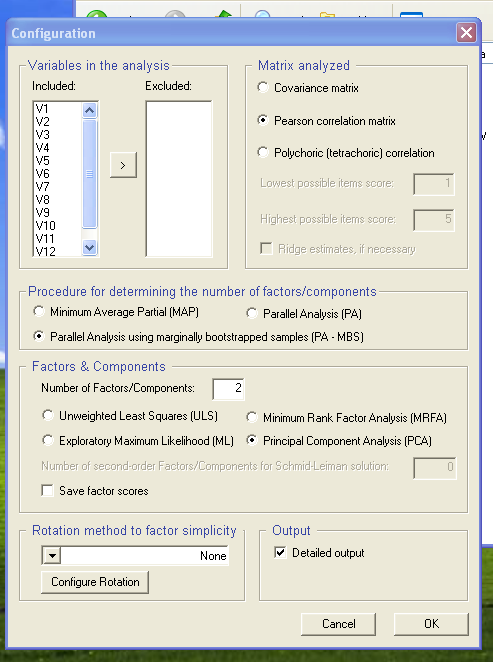 Configuration
Variables in the analysis
Included:
Excluded:
V1
V2
V3
V4
V5
V6
V7
V8
V9
V10
V11
V12
>
Matrix analyzed
Covariance matrix
Pearson correlation matrix
Polychoric (tetrachoric) correlation
Lowest possible items score: 1
Highest possible items score: 5
Ridge estimates, if necessary
Procedure for determining the number of factors/components
Minimum Average Partial (MAP)
Parallel Analysis (PA)
Parallel Analysis using marginally bootstrapped samples (PA - MBS)
Factors & Components
Number of Factors/Components: 2
Unweighted Least Squares (ULS)
Minimum Rank Factor Analysis (MRFA)
Exploratory Maximum Likelihood (ML)
Principal Component Analysis (PCA)
Number of second-order Factors/Components for Schmid-Leiman solution: 0
Save factor scores
Rotation method to factor simplicity
None
Configure Rotation
Output
Detailed output
Cancel
OK